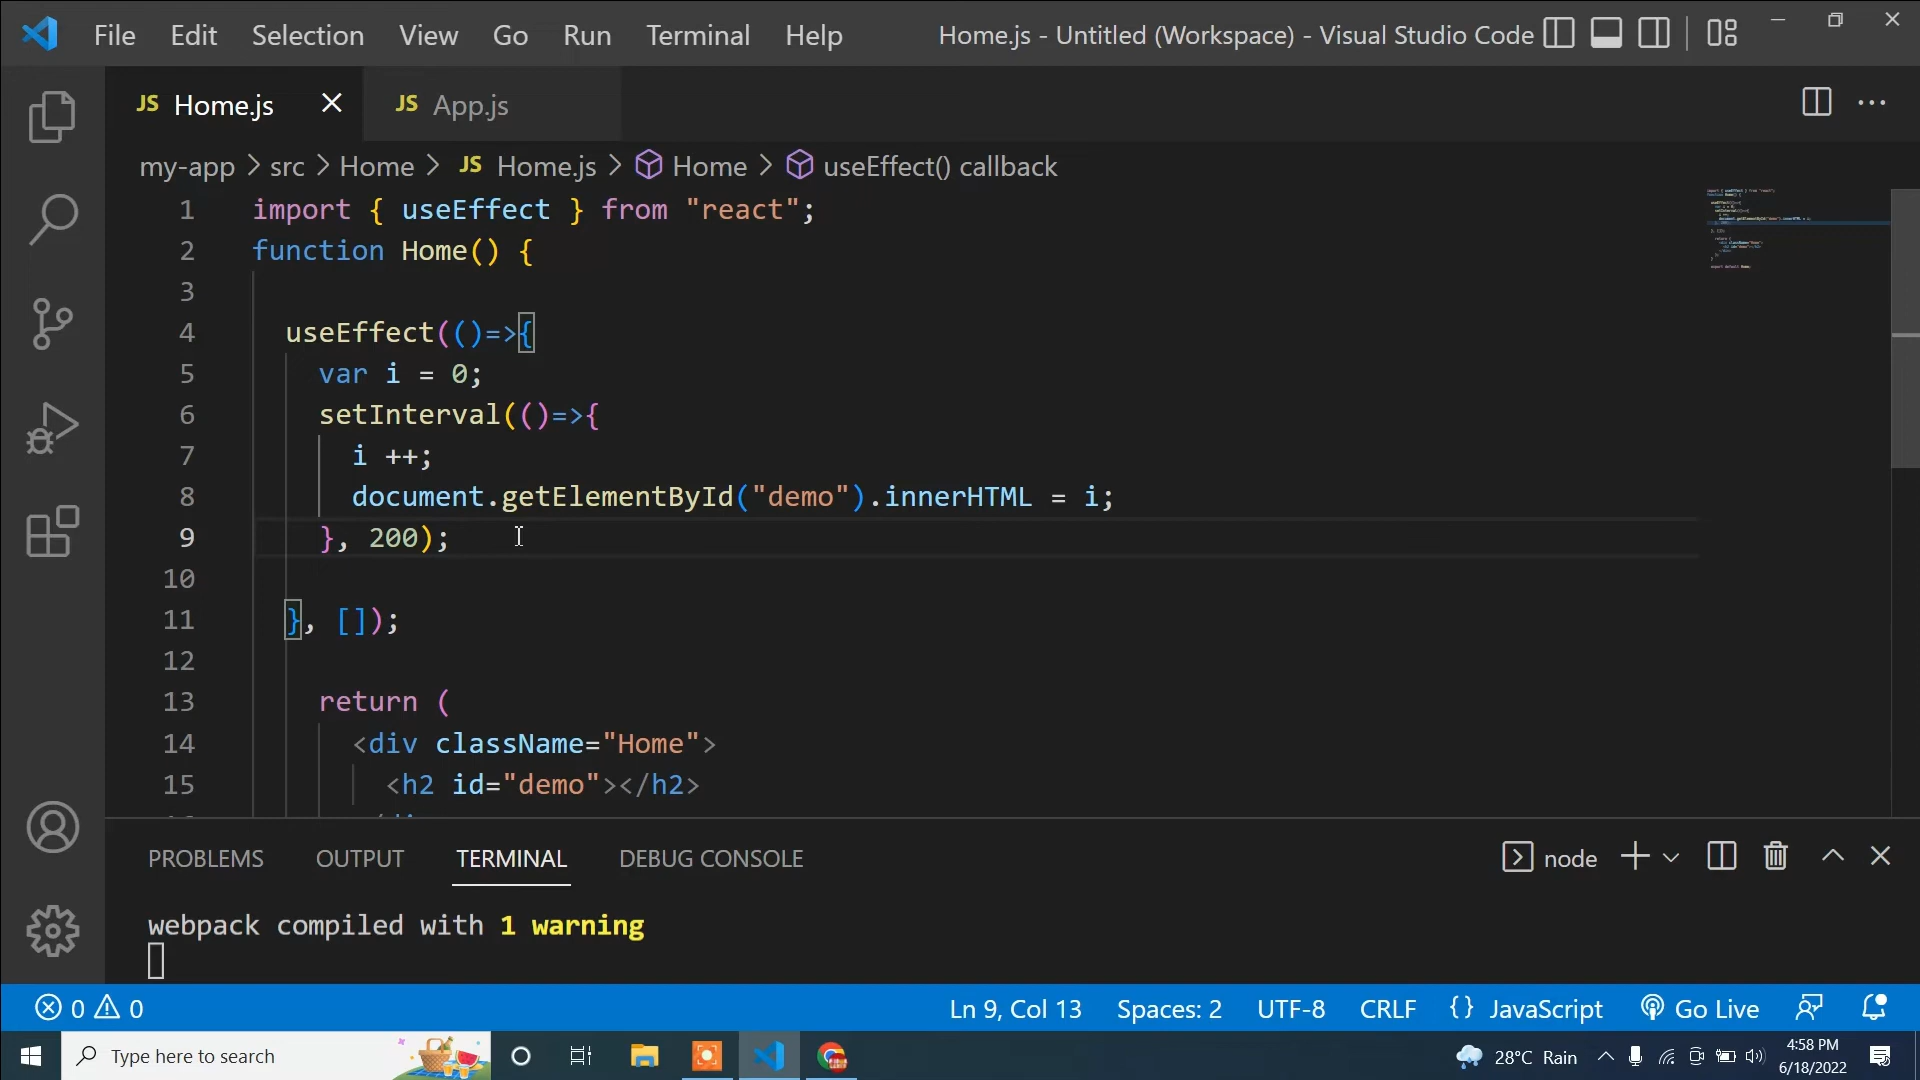 File Edit Selection View Go Run Terminal Help Home.js - Untitled (Workspace) - Visual Studio Code
JS Home.js JS App.js
my-app > src > Home > JS Home.js > Home > useEffect() callback
1 import { useEffect } from "react";
2 function Home() {
3
4 useEffect(()=>{
5 var i = 0;
6 setInterval(()=>{
7 i ++;
8 document.getElementById("demo").innerHTML = i;
9 }, 200);
10
11 }, []);
12
13 return (
14 <div className="Home">
15 <h2 id="demo"></h2>
PROBLEMS OUTPUT TERMINAL DEBUG CONSOLE node
webpack compiled with 1 warning
0 0 Ln 9, Col 13 Spaces: 2 UTF-8 CRLF {} JavaScript Go Live
Type here to search 28°C Rain 4:58 PM
6/18/2022